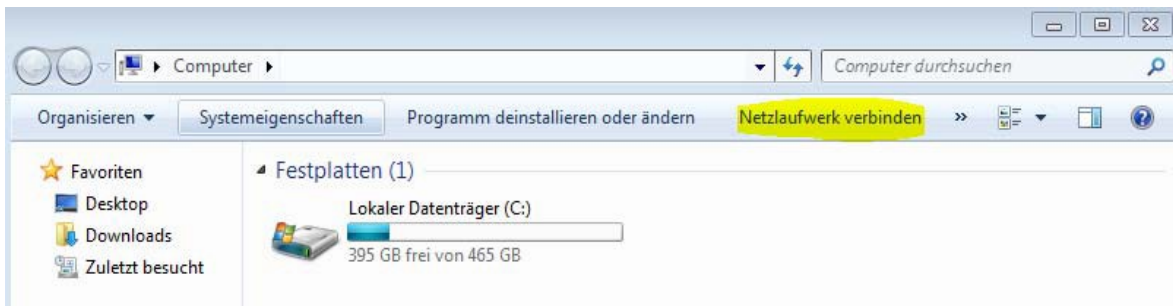 Computer
Computer durchsuchen
Organisieren Systemeigenschaften Programm deinstallieren oder ändern Netzlaufwerk verbinden »
Favoriten
Desktop
Downloads
Zuletzt besucht
Festplatten (1)
Lokaler Datenträger (C:)
395 GB frei von 465 GB